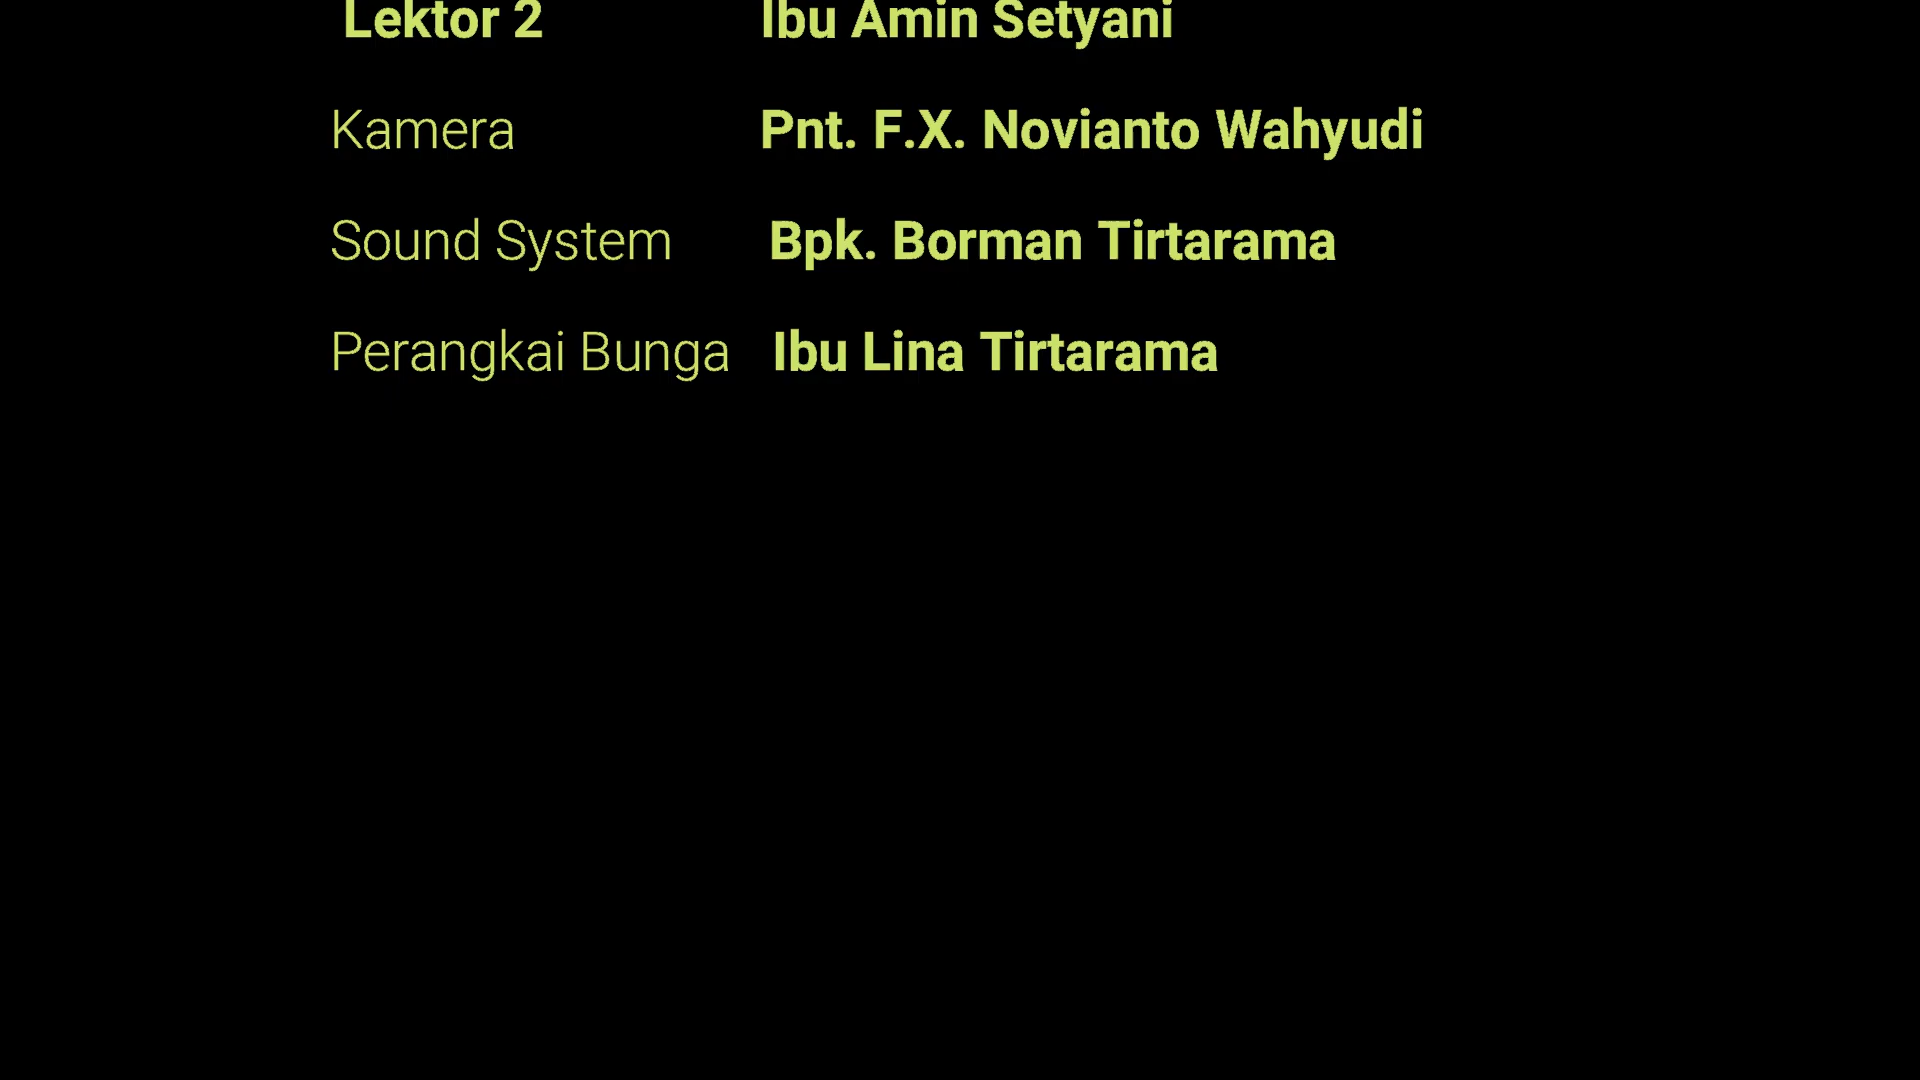 Lektor 2 Ibu Amin Setyani
Kamera Pnt. F.X. Novianto Wahyudi
Sound System Bpk. Borman Tirtarama
Perangkai Bunga Ibu Lina Tirtarama